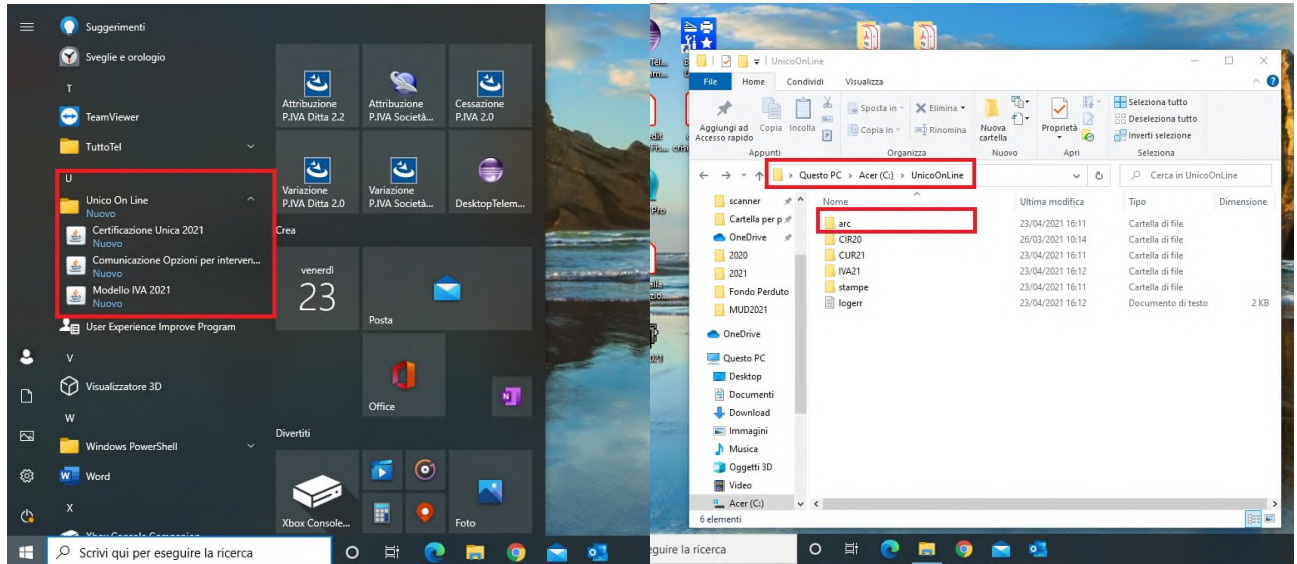 Suggerimenti
Sveglie e orologio
T
TeamViewer
TuttoTel
U
Unico On Line
Nuovo
Certificazione Unica 2021
Nuovo
Comunicazione Opzioni per interven...
Nuovo
Modello IVA 2021
Nuovo
User Experience Improve Program
V
Visualizzatore 3D
W
Windows PowerShell
Word
X
Scrivi qui per eseguire la ricerca
Attribuzione
P.IVA Ditta 2.2
Attribuzione
P.IVA Società...
Cessazione
P.IVA 2.0
Variazione
P.IVA Ditta 2.0
Variazione
P.IVA Società...
DesktopTelem...
Crea
venerdì
23
Posta
Office
Divertiti
Xbox Console...
Foto
UnicoOnLine
File Home Condividi Visualizza
Aggiungi ad
Accesso rapido
Copia
Incolla
Appunti
Sposta in
Copia in
Elimina
Rinomina
Organizza
Nuova
cartella
Nuovo
Proprietà
Apri
Seleziona tutto
Deseleziona tutto
Inverti selezione
Seleziona
Questo PC > Acer (C:) > UnicoOnLine
Cerca in UnicoOnLine
scanner
Cartella per p
OneDrive
2020
2021
Fondo Perduto
MUD2021
OneDrive
Questo PC
Desktop
Documenti
Download
Immagini
Musica
Oggetti 3D
Video
Acer (C:)
Nome Ultima modifica Tipo Dimensione
arc 23/04/2021 16:11 Cartella di file
CIR20 26/03/2021 10:14 Cartella di file
CUR21 23/04/2021 16:11 Cartella di file
IVA21 23/04/2021 16:12 Cartella di file
stampe 23/04/2021 16:11 Cartella di file
logerr 23/04/2021 16:12 Documento di testo 2 KB
6 elementi
eguire la ricerca